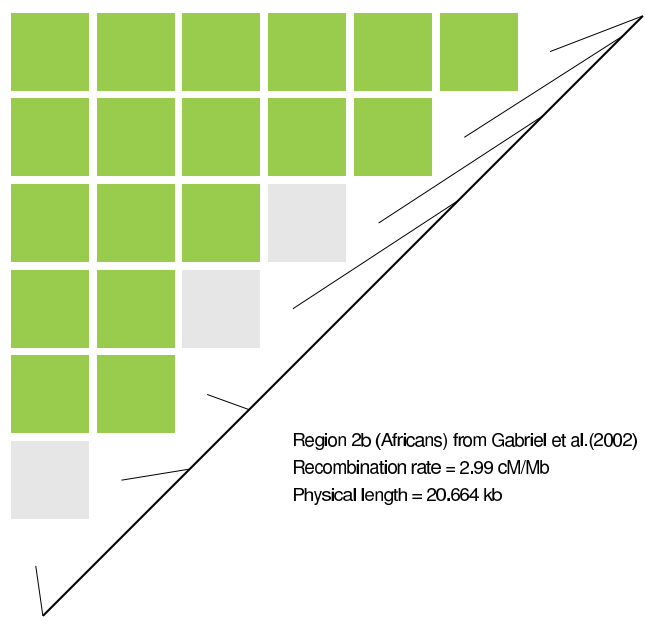 Region 2b (Africans) from Gabriel et al.(2002)
Recombination rate = 2.99 cM/Mb
Physical length = 20.664 kb